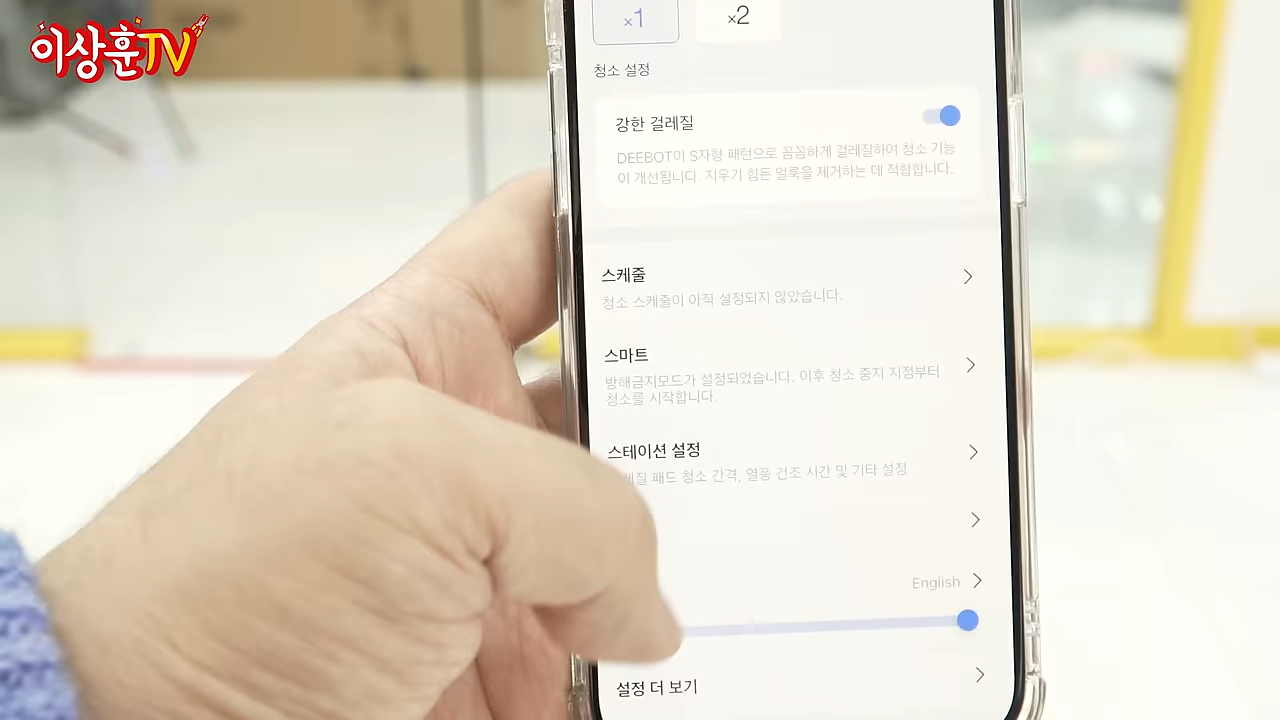 이상훈TV
×1
×2
청소 설정
강한 걸레질
DEEBOT이 S자형 패턴으로 꼼꼼하게 걸레질하여 청소 기능
이 개선됩니다. 지우기 힘든 얼룩을 제거하는 데 적합합니다.
스케줄
청소 스케줄이 아직 설정되지 않았습니다.
스마트
방해금지모드가 설정되었습니다. 이후 청소 중지 지점부터
청소를 시작합니다.
스테이션 설정
패드 청소 간격, 열풍 건조 시간 및 기타 설정
English
설정 더 보기